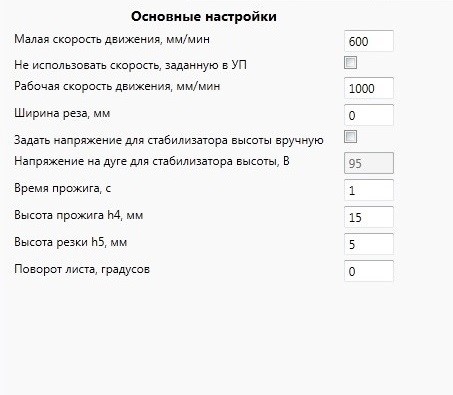 Основные настройки
Малая скорость движения, мм/мин 600
Не использовать скорость, заданную в УП
Рабочая скорость движения, мм/мин 1000
Ширина реза, мм 0
Задать напряжение для стабилизатора высоты вручную
Напряжение на дуге для стабилизатора высоты, В 95
Время прожига, с 1
Высота прожига h4, мм 15
Высота резки h5, мм 5
Поворот листа, градусов 0